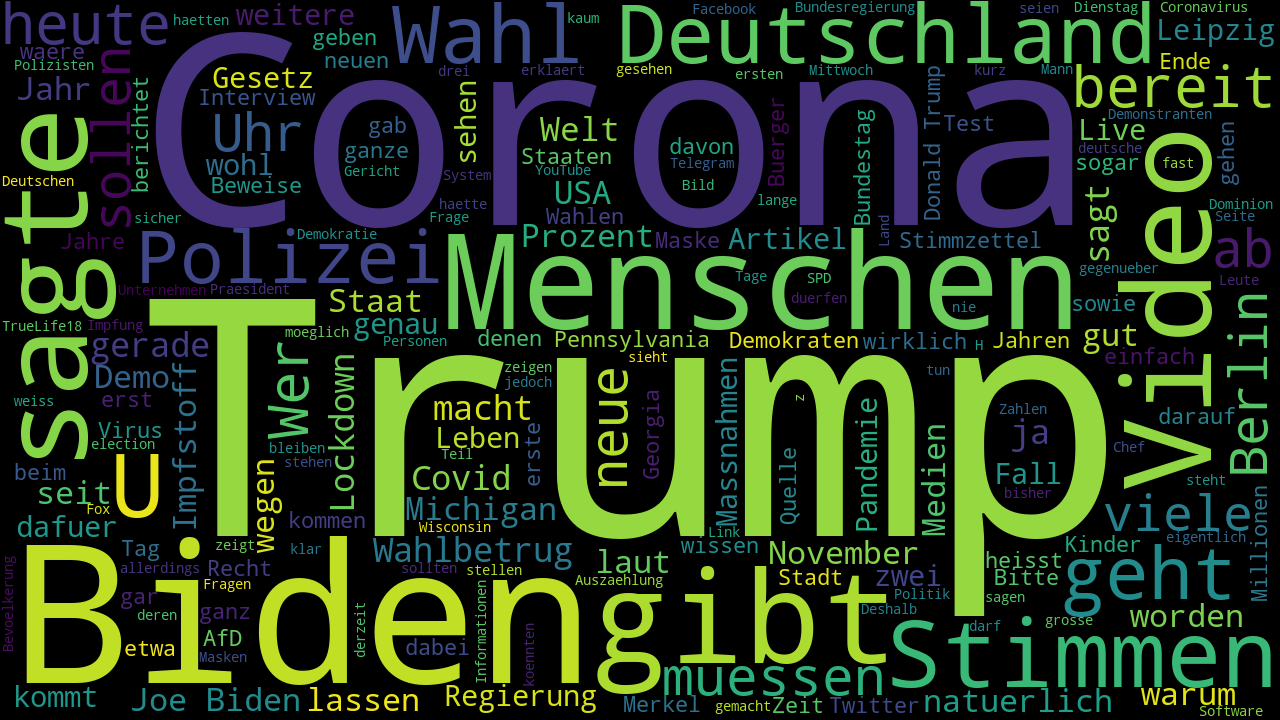 heute
haetten
weitere
Wahl
kaum
Deutschland
Facebook
Bundesregierung
seien
Dienstag
Coronavirus
waere
Polizisten
Jahr
sollen
geben
neuen
drei
erklaert
gesehen
ersten
Mittwoch
kurz
Mann
Leipzig
Ende
bereit
Gesetz
Interview
Corona
berichtet
Uhr
gab
ganze
wohl
Beweise
Gericht
sehen
System
haette
Frage
Welt
Staaten
YouTube
USA
Wahlen
davon
Telegram
Bild
lange
Buerger
Bundestag
Donald Trump
Test
Demonstranten
Live
deutsche
sogar
fast
gehen
Deutschen
sagte
sicher
Jahre
Polizei
Demokratie
Prozent
Maske
Artikel
Land
Stimmzettel
sagt
Video
Dominion
Seite
ab
Leute
Unternehmen
Praesident
Staat
Menschen
Tage
SPD
duerfen
nie
gegenueber
sowie
TrueLife18
Impfung
moeglich
genau
Personen
denen
Pennsylvania
Demokraten
wirklich
H
Jahren
gut
einfach
Berlin
gerade
Demo
erst
weiss
Virus
election
Impfstoff
Trump
Wer
Lockdown
zeigen
jedoch
sieht
macht
Leben
Teil
erste
neue
Georgia
Massnahmen
z
tun
Zahlen
ja
darauf
Chef
beim
seit
Fox
U
dafuer
wegen
bleiben
stehen
kommen
Covid
Michigan
Wisconsin
Quelle
Pandemie
Medien
Fall
bisher
steht
viele
Link
wissen
eigentlich
Bevoelkerung
Biden
Tag
allerdings
zeigt
Recht
klar
Fragen
Wahlbetrug
sollten
stellen
laut
Auszaehlung
November
Stadt
zwei
Politik
Deshalb
heisst
Bitte
sagen
Kinder
geht
Millionen
gar
deren
ganz
AfD
etwa
Masken
derzeit
dabei
Informationen
koennten
gibt
darf
grosse
worden
Stimmen
kommt
Joe Biden
lassen
Regierung
muessen
Merkel
gemacht
Zeit
Twitter
natuerlich
warum
Software